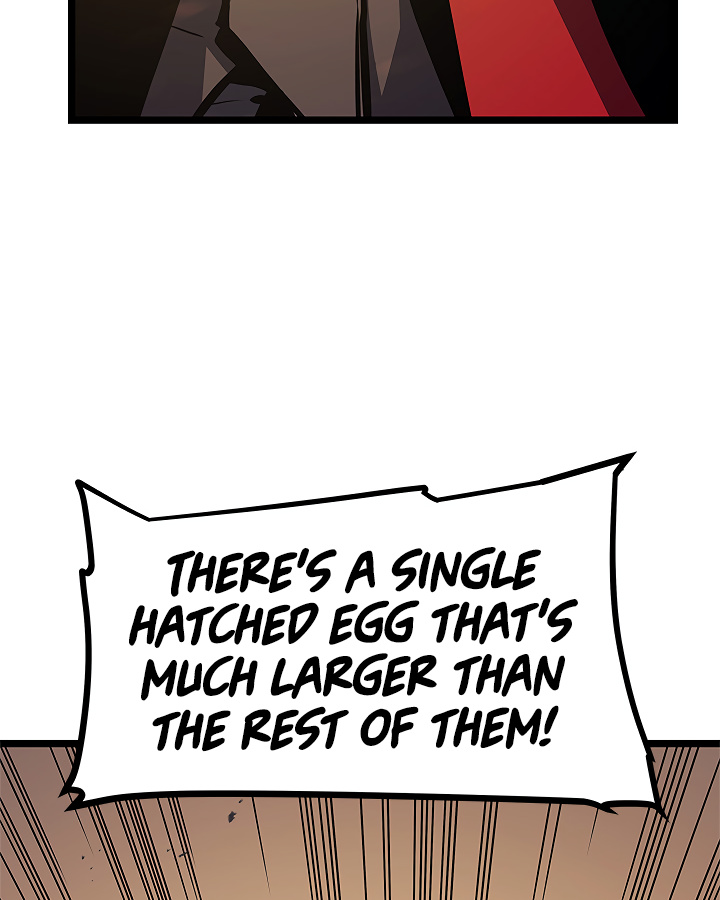 THERE'S A SINGLE
HATCHED EGG THAT'S
MUCH LARGER THAN
THE REST OF THEM!